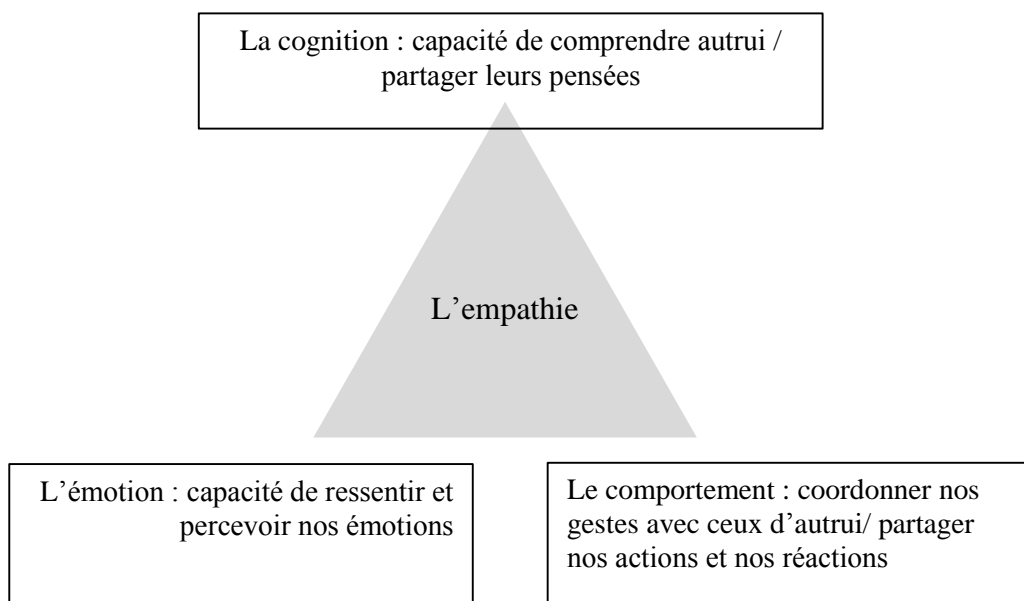 La cognition : capacité de comprendre autrui /
partager leurs pensées
L’empathie
L’émotion : capacité de ressentir et
percevoir nos émotions
Le comportement : coordonner nos
gestes avec ceux d’autrui/ partager
nos actions et nos réactions